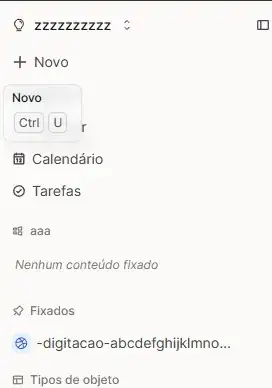 zzzzzzzzzz
Novo
Novo
Ctrl U
Calendário
Tarefas
aaa
Nenhum conteúdo fixado
Fixados
-digitacao-abcdefghijklmno...
Tipos de objeto